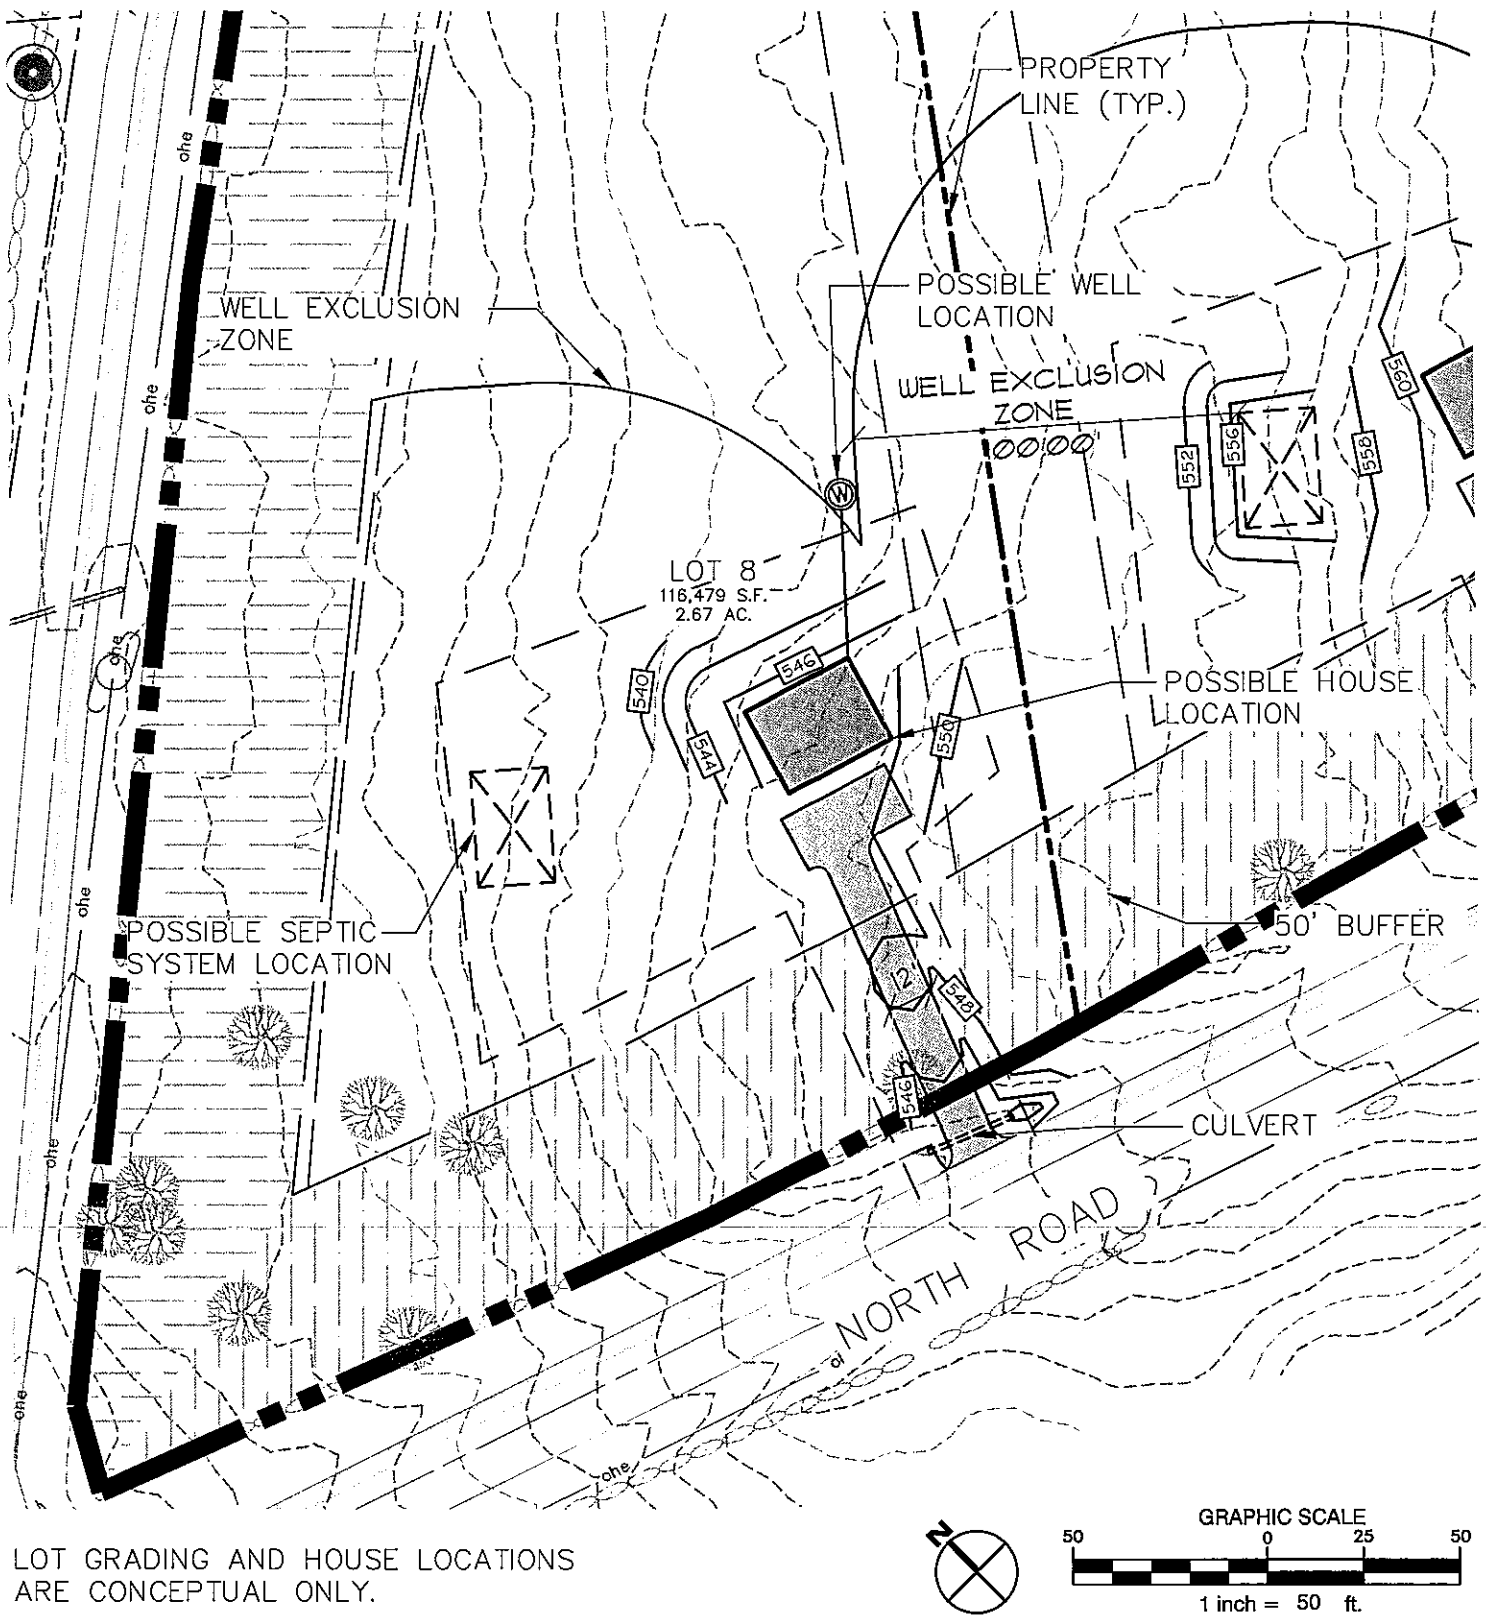 PROPERTY
LINE (TYP.)
ohe
WELL EXCLUSION
ZONE
POSSIBLE WELL
LOCATION
ohe
WELL EXCLUSION
ZONE
560
552
556
558
W
LOT 8
116,479 S.F.
2.67 AC.
ohe
546
540
544
550
POSSIBLE HOUSE
LOCATION
ohe
POSSIBLE SEPTIC
SYSTEM LOCATION
50' BUFFER
12'
548
546
CULVERT
ohe
NORTH ROAD
ohe
ohe
LOT GRADING AND HOUSE LOCATIONS
ARE CONCEPTUAL ONLY.
N
GRAPHIC SCALE
50 0 25 50
1 inch = 50 ft.